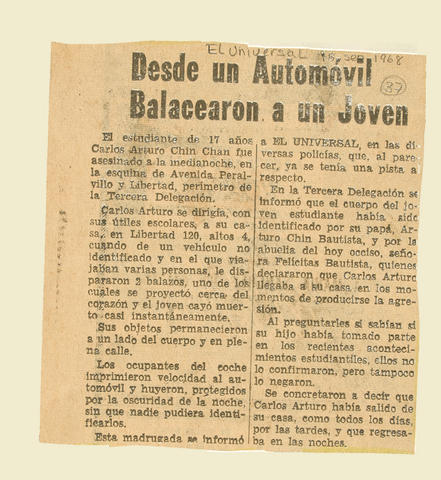 El Universal 15, sep. 1968
37
Desde un Automóvil
Balacearon a un Joven
El estudiante de 17 años
Carlos Arturo Chin Chan fue
asesinado a la medianoche, en
la esquina de Avenida Peral-
villo y Libertad, perímetro de
la Tercera Delegación.
Carlos Arturo se dirigía, con
sus útiles escolares, a su ca-
sa, en Libertad 120, altos 4,
cuando de un vehículo no
identificado y en el que via-
jaban varias personas, le dis-
pararon 2 balazos, uno de los
cuales se proyectó cerca del
corazón y el joven cayó muer-
to casi instantáneamente.
Sus objetos permanecieron
a un lado del cuerpo y en ple-
na calle.
Los ocupantes del coche
imprimieron velocidad al au-
tomóvil y huyeron, protegidos
por la oscuridad de la noche,
sin que nadie pudiera identi-
ficarlos.
Esta madrugada se informó
a EL UNIVERSAL, en las di-
versas policías, que, al pare-
cer, ya se tenía una pista a
respecto.
En la Tercera Delegación se
informó que el cuerpo del jo-
ven estudiante había sido
identificado por su papá, Ar-
turo Chin Bautista, y por la
abuelia del hoy occiso, seño-
ra Felícitas Bautista, quienes
declararon que Carlos Arturo
llegaba a su casa en los mo-
mentos de producirse la agre-
sión.
Al preguntarles si sabían si
su hijo había tomado parte
en los recientes acontecí-
mientos estudiantiles, ellos no
lo confirmaron, pero tampoco
lo negaron.
Se concretaron a decir que
Carlos Arturo había salido de
su casa, como todos los días,
por las tardes, y que regresa-
ba en las noches.